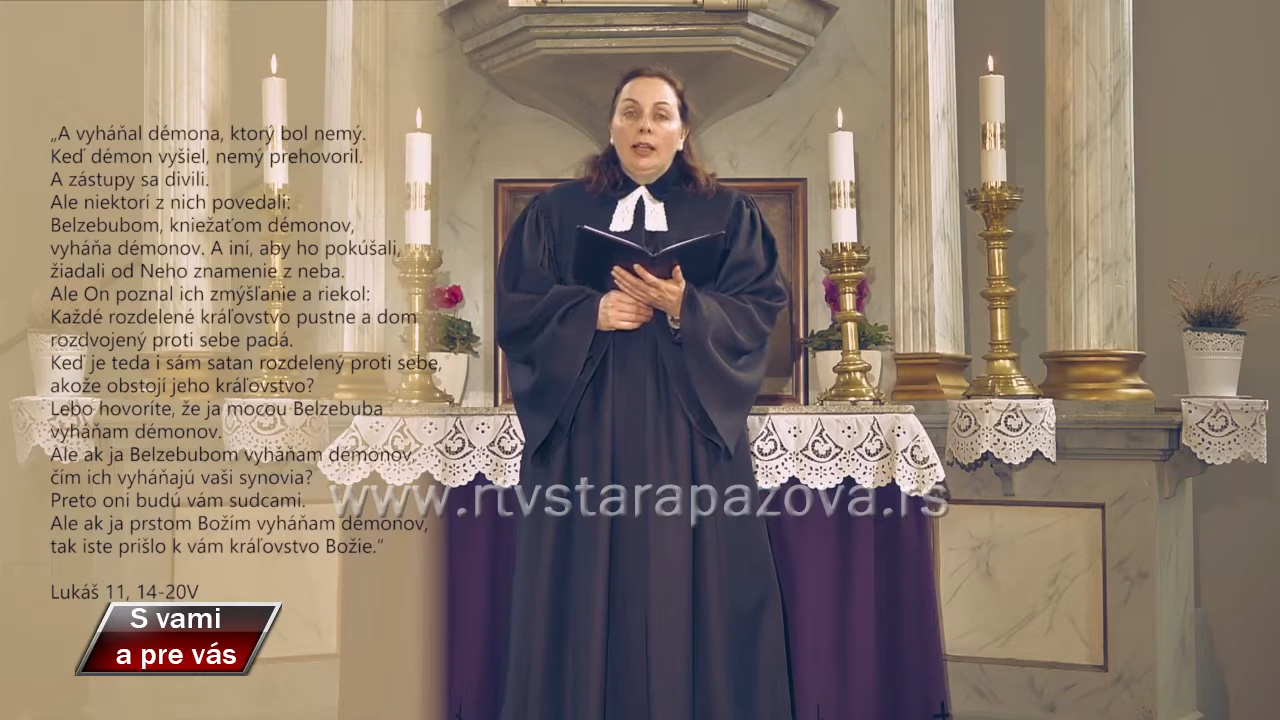 „A vyháňal démona, ktorý bol nemý.
Keď démon vyšiel, nemý prehovoril.
A zástupy sa divili.
Ale niektorí z nich povedali:
Belzebubom, kniežaťom démonov,
vyháňa démonov. A iní, aby ho pokúšali,
žiadali od Neho znamenie z neba.
Ale On poznal ich zmýšľanie a riekol:
Každé rozdelené kráľovstvo pustne a dom
rozdvojený proti sebe padá.
Keď je teda i sám satan rozdelený proti sebe,
akože obstojí jeho kráľovstvo?
Lebo hovoríte, že ja mocou Belzebuba
vyháňam démonov.
Ale ak ja Belzebubom vyháňam démonov
čím ich vyháňajú vaši synovia?
Preto oni budú vám sudcami.
Ale ak ja prstom Božím vyháňam démonov,
tak iste prišlo k vám kráľovstvo Božie.“
Lukáš 11, 14-20V
www.rtvstarapazova.rs
S vami
a pre vás